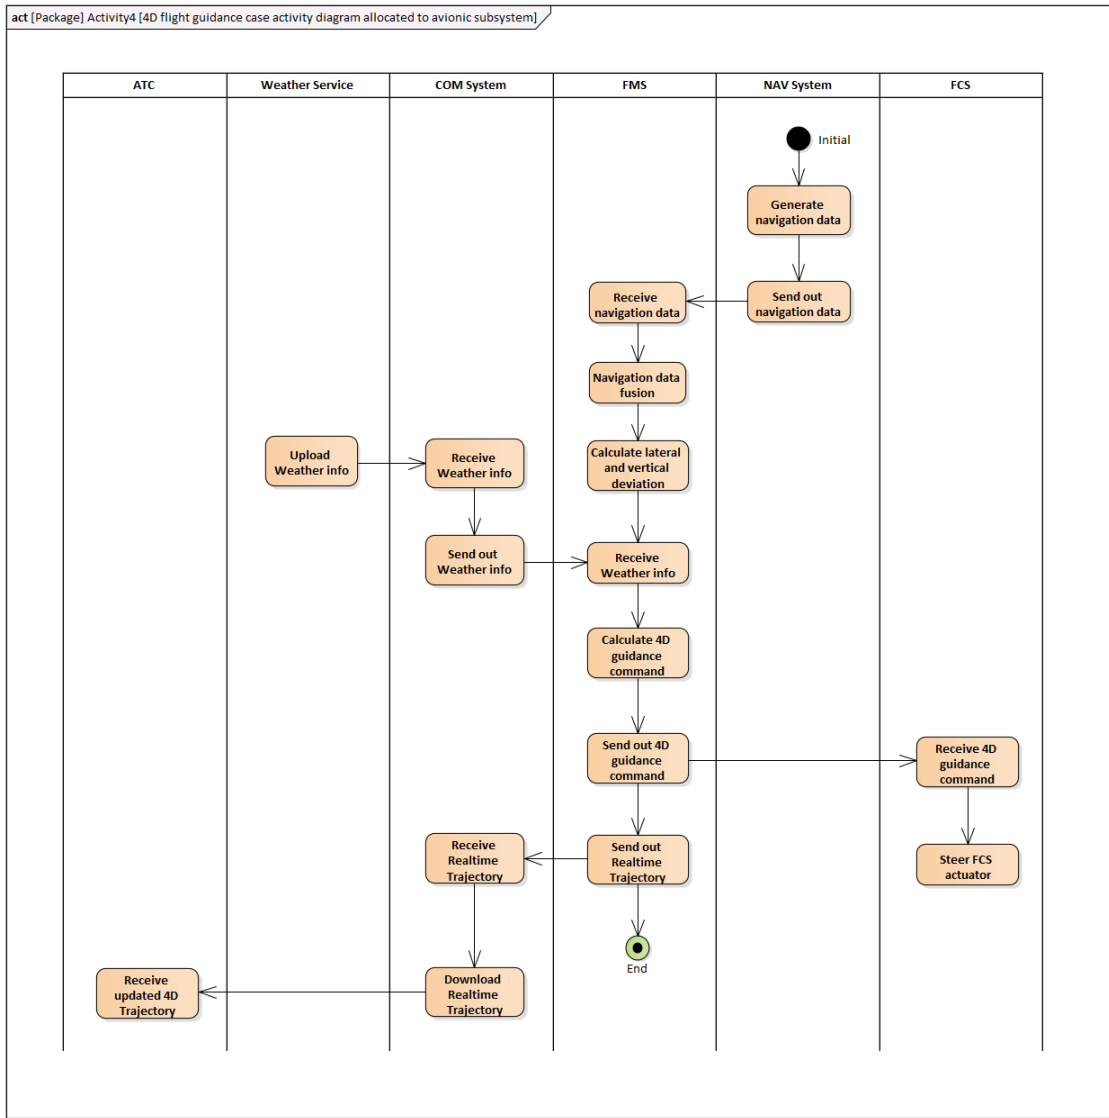 act [Package] Activity4 [4D flight guidance case activity diagram allocated to avionic subsystem]
ATC
Weather Service
COM System
FMS
NAV System
FCS
Initial
Generate
navigation data
Send out
navigation data
Receive
navigation data
Navigation data
fusion
Calculate lateral
and vertical
deviation
Upload
Weather info
Receive
Weather info
Send out
Weather info
Receive
Weather info
Calculate 4D
guidance
command
Send out 4D
guidance
command
Receive 4D
guidance
command
Steer FCS
actuator
Send out
Realtime
Trajectory
Receive
Realtime
Trajectory
End
Download
Realtime
Trajectory
Receive
updated 4D
Trajectory